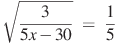 √(3/(5x − 30)) = 1/5